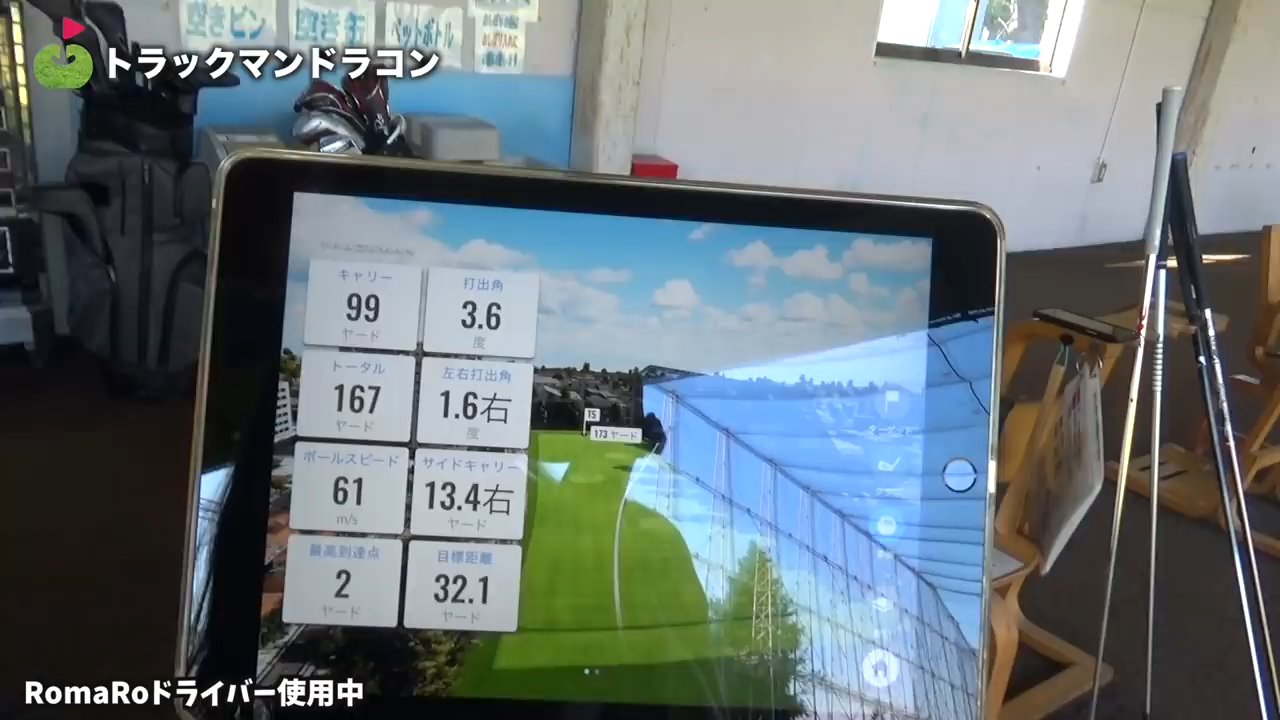 空きビン
空き缶
ペットボトル
トラックマンドラゴン
キャリー
99
ヤード
打出角
3.6
度
トータル
167
ヤード
左右打出角
1.6右
度
ボールスピード
61
m/s
サイドキャリー
13.4右
ヤード
最高到達点
2
ヤード
目標距離
32.1
ヤード
T5
173 ヤード
RomaRoドライバー使用中